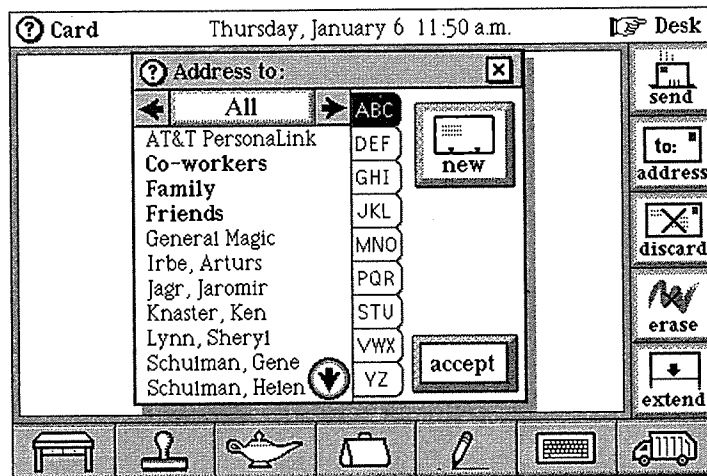 ? Card Thursday, January 6 11:50 a.m. Desk
? Address to:
All
AT&T PersonaLink
Co-workers
Family
Friends
General Magic
Irbe, Arturs
Jagr, Jaromir
Knaster, Ken
Lynn, Sheryl
Schulman, Gene
Schulman, Helen
ABC
DEF
GHI
JKL
MNO
PQR
STU
VWX
YZ
new
accept
send
to:
address
discard
erase
extend